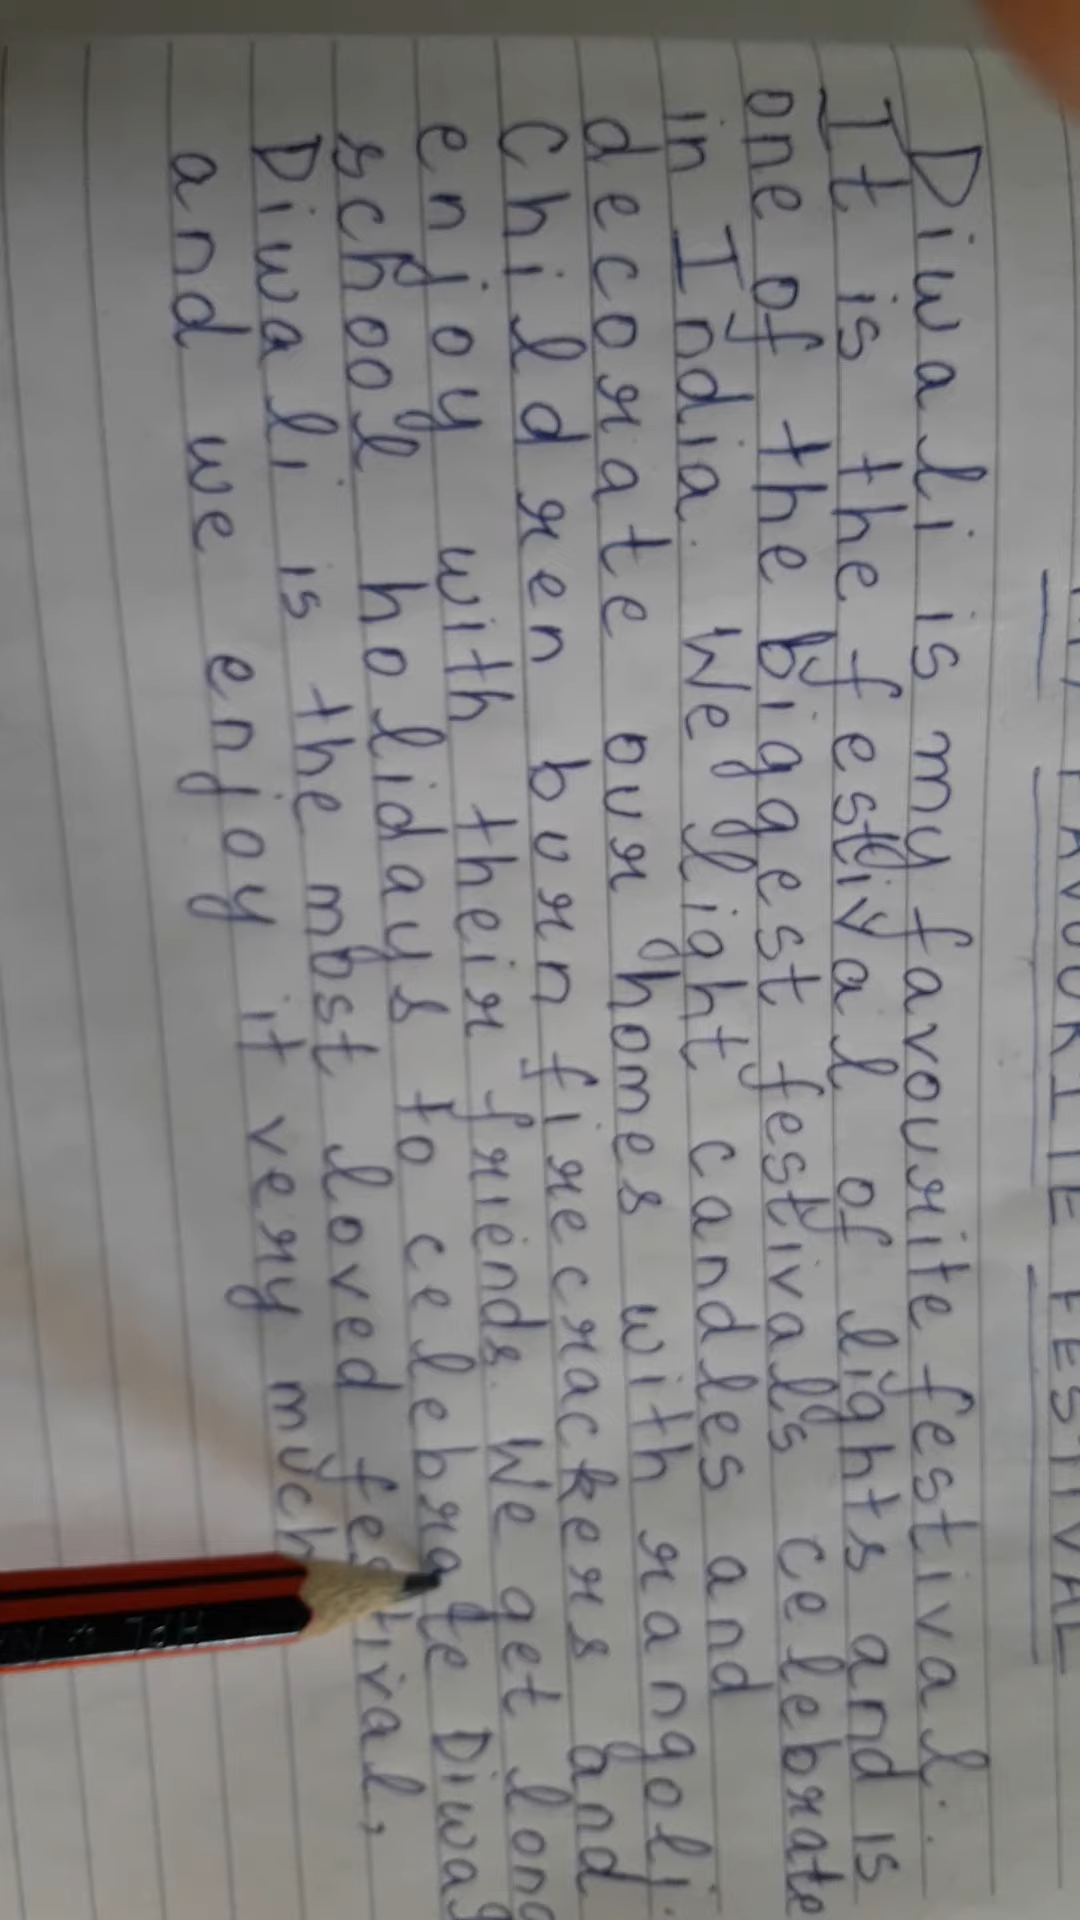 MY FAVOURITE FESTIVAL
Diwali is my favourite festival.
It is the festival of lights and is
one of the biggest festivals celebrate
in India. We light candles and
decorate our homes with rangoli.
Children burn firecrackers and
enjoy with their friends. We get long
school holidays to celebrate Diwa
Diwali is the most loved festival,
and we enjoy it very much